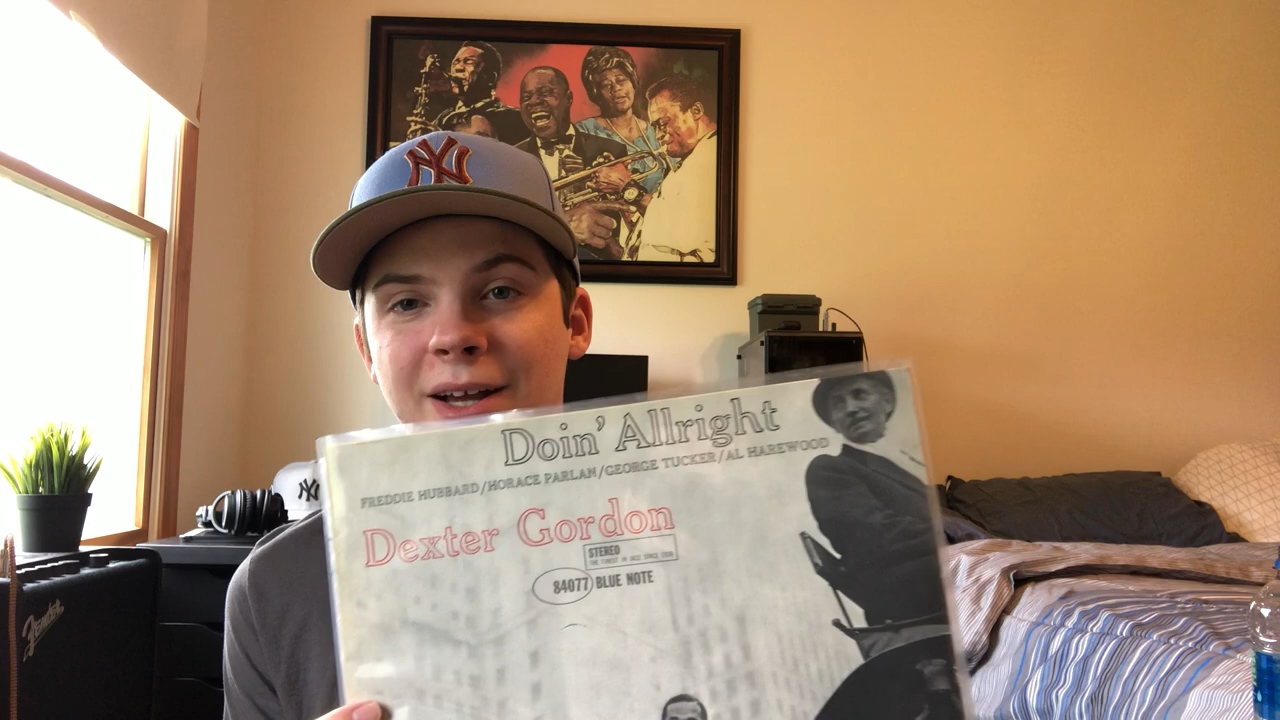 NY
Doin' Allright
FREDDIE HUBBARD/HORACE PARLAN/GEORGE TUCKER/AL HAREWOOD
Dexter Gordon
STEREO
THE FINEST IN JAZZ SINCE 1939
84077 BLUE NOTE
NY
Fender